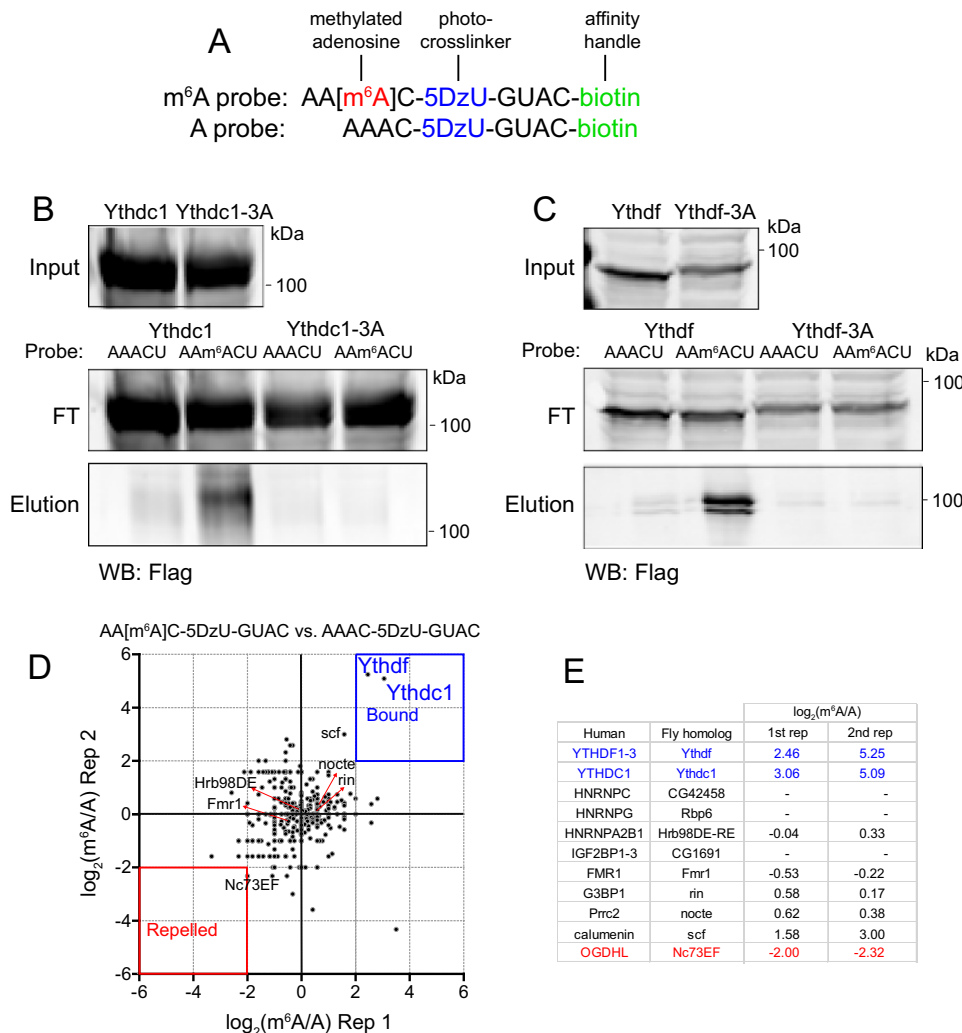 A
methylated adenosine
photo-crosslinker
affinity handle
m⁶A probe: AA[m⁶A]C-5DzU-GUAC-biotin
A probe: AAAC-5DzU-GUAC-biotin
B
Ythdc1 Ythdc1-3A
kDa
Input
- 100
Ythdc1 Ythdc1-3A
Probe: AAACU AAm⁶ACU AAACU AAm⁶ACU
kDa
FT
- 100
Elution
- 100
WB: Flag
C
Ythdf Ythdf-3A
kDa
100
Input
Ythdf Ythdf-3A
Probe: AAACU AAm⁶ACU AAACU AAm⁶ACU
kDa
100
FT
Elution
100
WB: Flag
D
AA[m⁶A]C-5DzU-GUAC vs. AAAC-5DzU-GUAC
log₂(m⁶A/A) Rep 2
6
4
2
0
-2
-4
-6
Ythdf
Ythdc1
Bound
scf
nocte
rin
Hrb98DE
Fmr1
Nc73EF
Repelled
-6 -4 -2 0 2 4 6
log₂(m⁶A/A) Rep 1
E
log₂(m⁶A/A)
Human Fly homolog 1st rep 2nd rep
YTHDF1-3 Ythdf 2.46 5.25
YTHDC1 Ythdc1 3.06 5.09
HNRNPC CG42458 - -
HNRNPG Rbp6 - -
HNRNPA2B1 Hrb98DE-RE -0.04 0.33
IGF2BP1-3 CG1691 - -
FMR1 Fmr1 -0.53 -0.22
G3BP1 rin 0.58 0.17
Prrc2 nocte 0.62 0.38
calumenin scf 1.58 3.00
OGDHL Nc73EF -2.00 -2.32